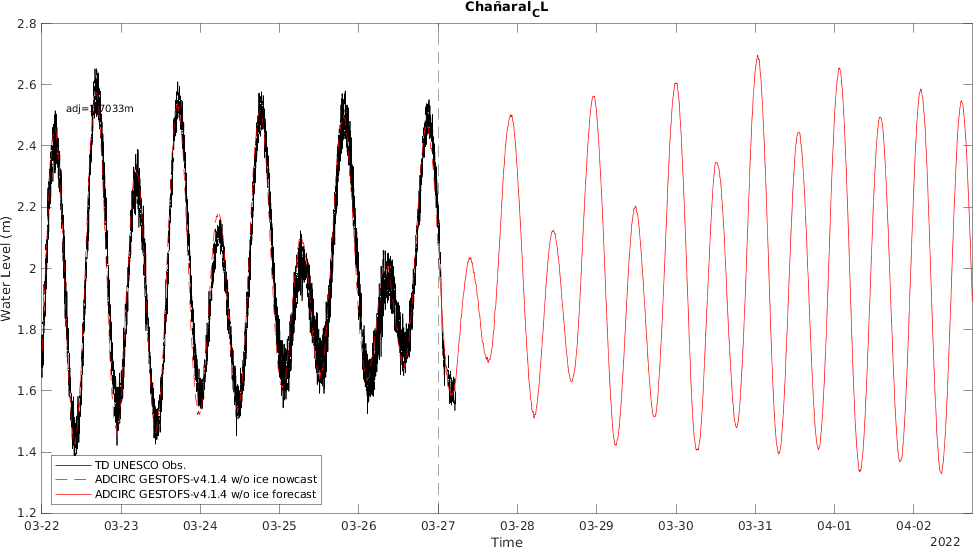 Chañaral_CL
2.8
2.6
2.4
2.2
2
1.8
1.6
1.4
1.2
Water Level (m)
TD UNESCO Obs.
ADCIRC GESTOFS-v4.1.4 w/o ice nowcast
ADCIRC GESTOFS-v4.1.4 w/o ice forecast
03-22 03-23 03-24 03-25 03-26 03-27 03-28 03-29 03-30 03-31 04-01 04-02
Time
2022